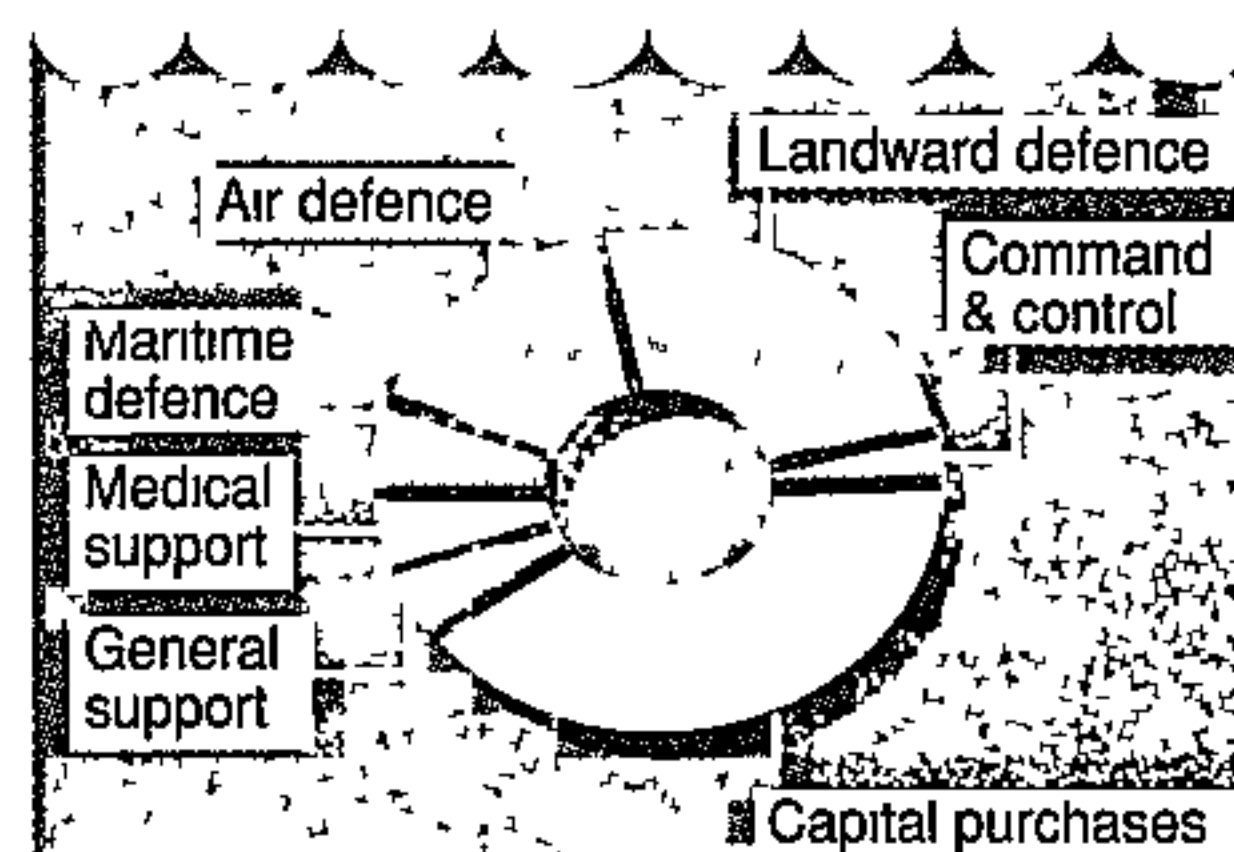 Landward defence
Air defence
Command
& control
Maritime
defence
Medical
support
General
support
Capital purchases